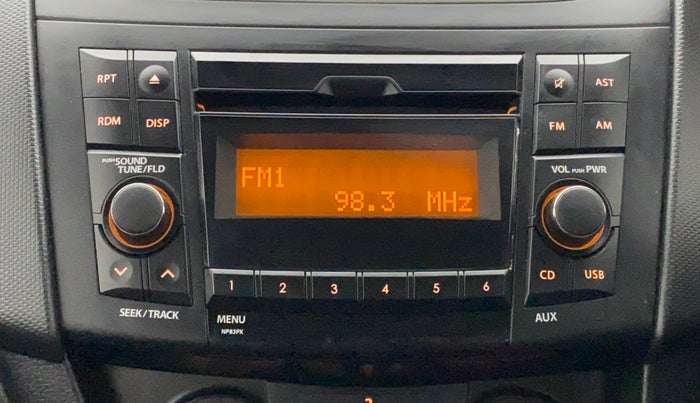 RPT
AST
RDM DISP
FM AM
PUSH SOUND
TUNE/FLD
VOL PUSH PWR
FM1
98.3 MHz
1 2 3 4 5 6
CD USB
SEEK/TRACK
MENU
NP83PK
AUX